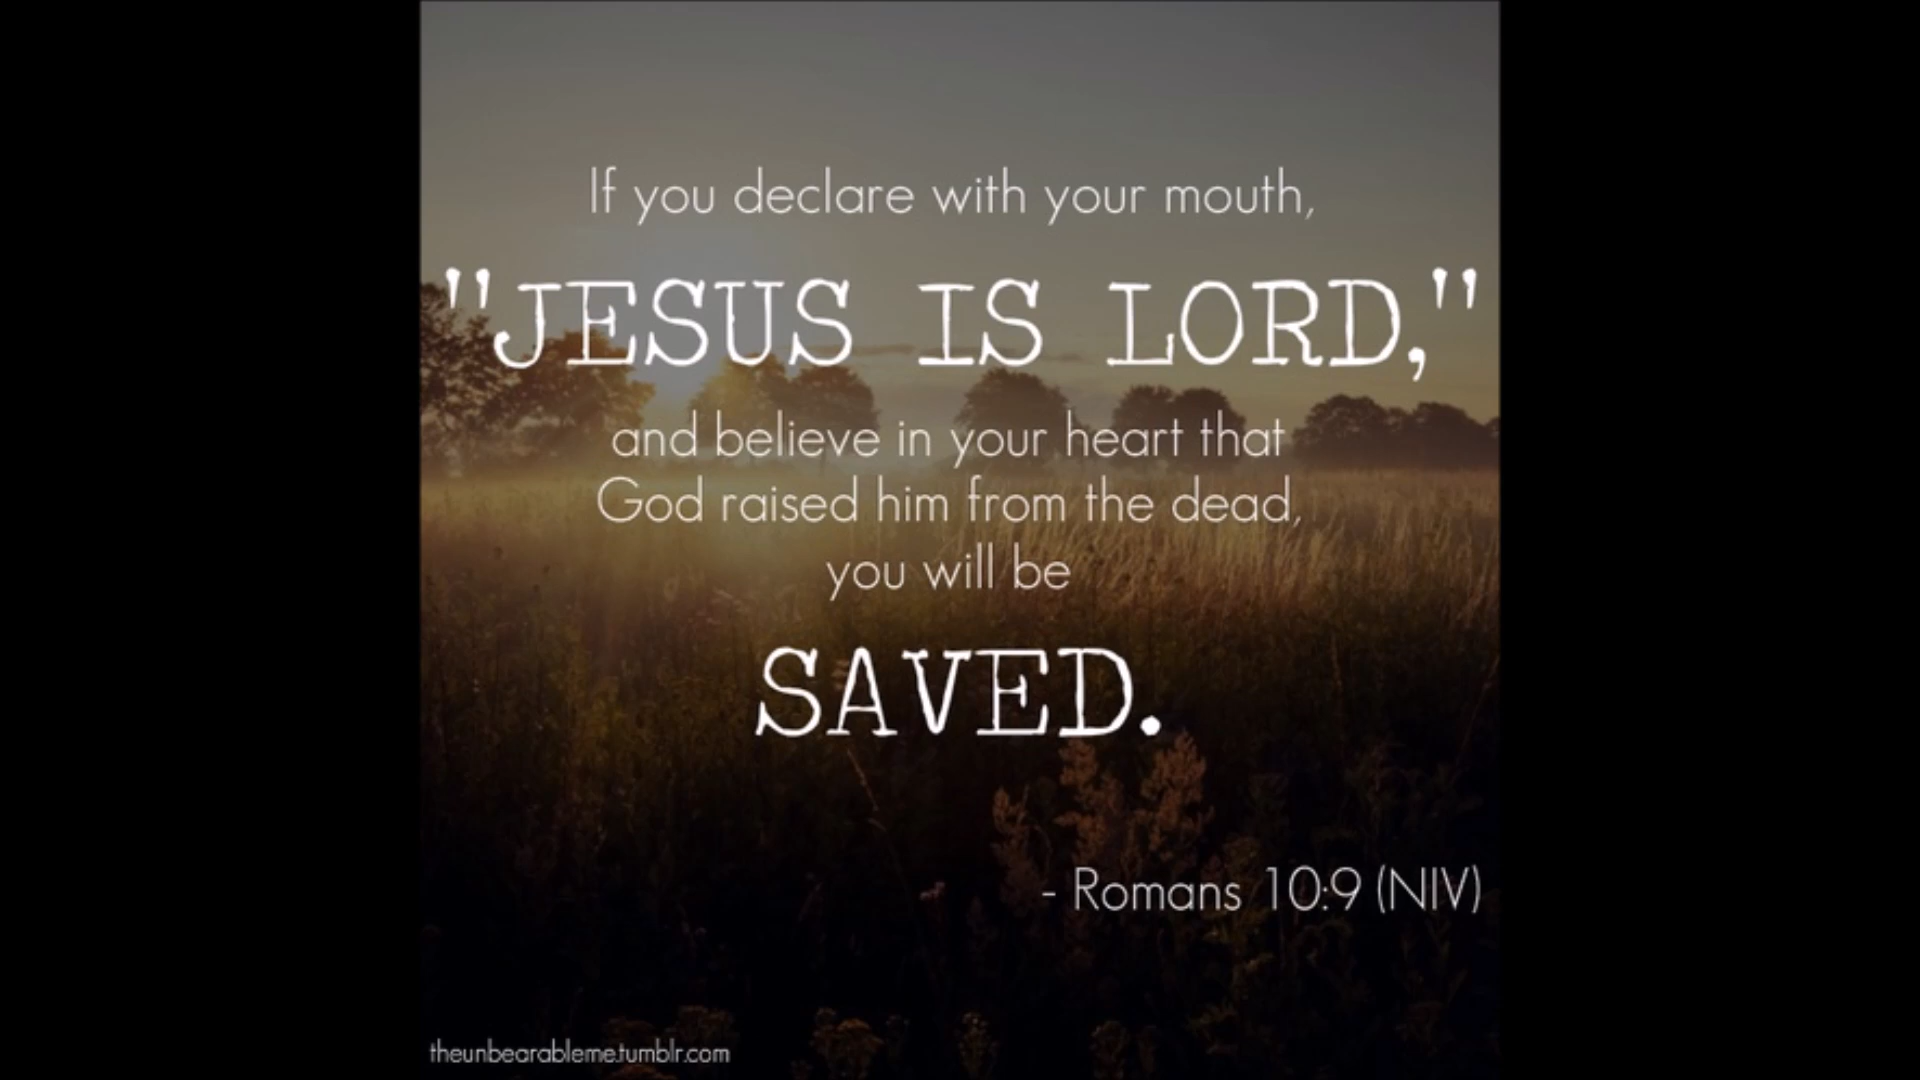 If you declare with your mouth,
"JESUS IS LORD,"
and believe in your heart that
God raised him from the dead,
you will be
SAVED.
- Romans 10:9 (NIV)
theunbearableme.tumblr.com